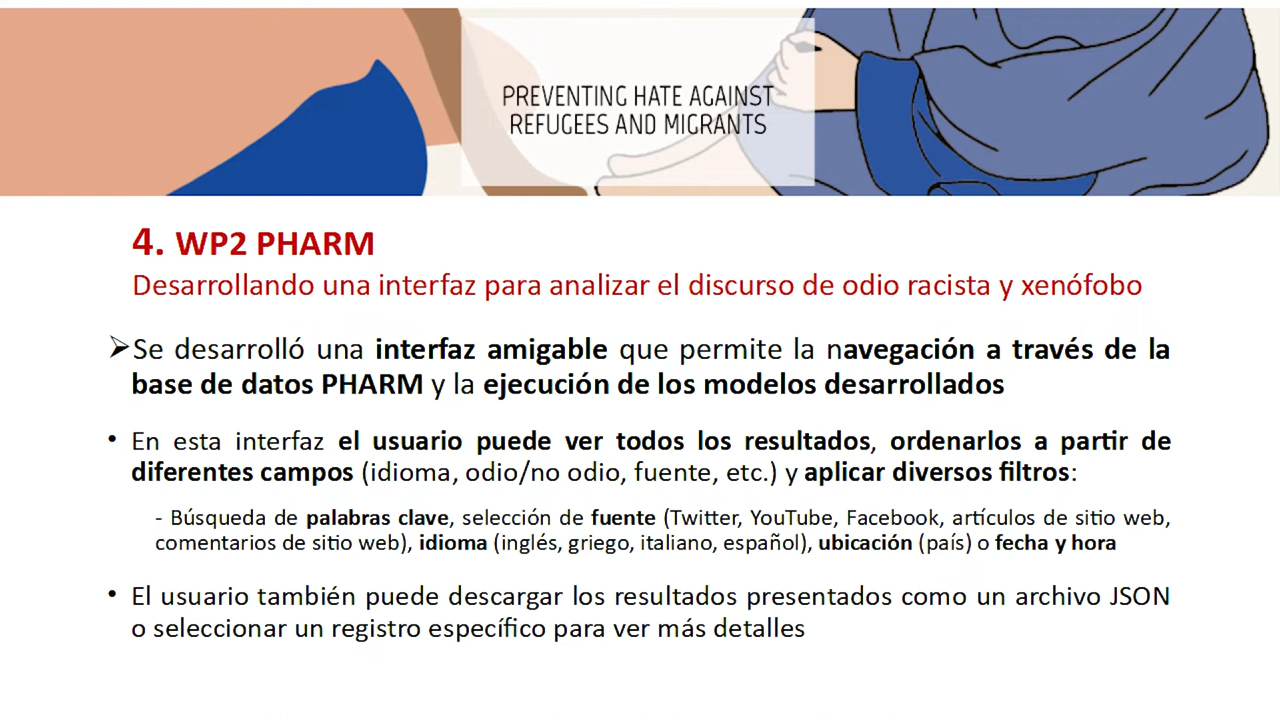 PREVENTING HATE AGAINST
REFUGEES AND MIGRANTS
4. WP2 PHARM
Desarrollando una interfaz para analizar el discurso de odio racista y xenófobo
➢Se desarrolló una interfaz amigable que permite la navegación a través de la
base de datos PHARM y la ejecución de los modelos desarrollados
• En esta interfaz el usuario puede ver todos los resultados, ordenarlos a partir de
diferentes campos (idioma, odio/no odio, fuente, etc.) y aplicar diversos filtros:
- Búsqueda de palabras clave, selección de fuente (Twitter, YouTube, Facebook, artículos de sitio web,
comentarios de sitio web), idioma (inglés, griego, italiano, español), ubicación (país) o fecha y hora
• El usuario también puede descargar los resultados presentados como un archivo JSON
o seleccionar un registro específico para ver más detalles